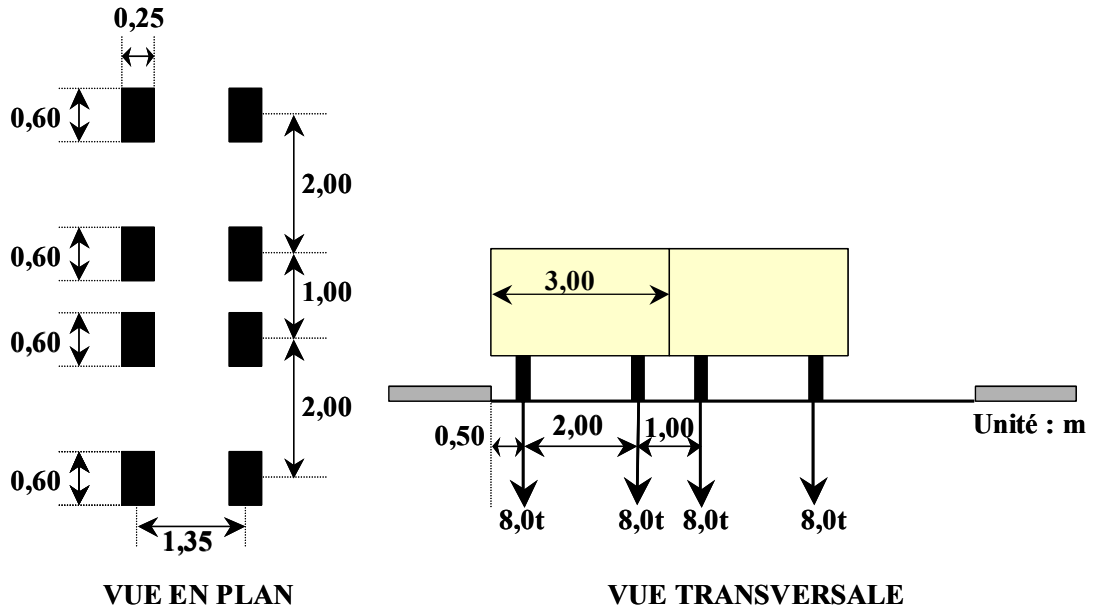 0,25
0,60
2,00
0,60
1,00
0,60
2,00
0,60
1,35
VUE EN PLAN
3,00
0,50
2,00
1,00
Unité : m
8,0t
8,0t
8,0t
8,0t
VUE TRANSVERSALE